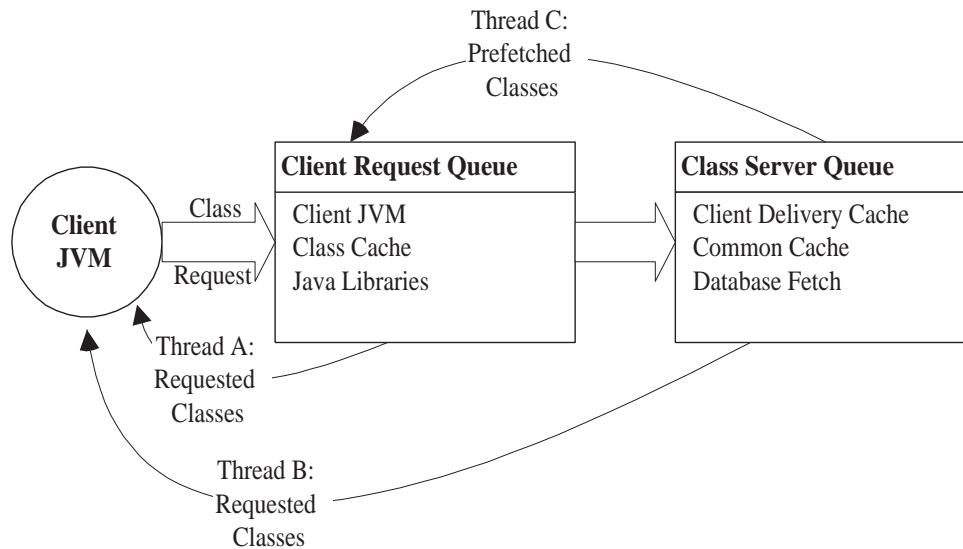 Thread C:
Prefetched
Classes
Client Request Queue
Client JVM
Class Cache
Java Libraries
Class Server Queue
Client Delivery Cache
Common Cache
Database Fetch
Client
JVM
Class
Request
Thread A:
Requested
Classes
Thread B:
Requested
Classes